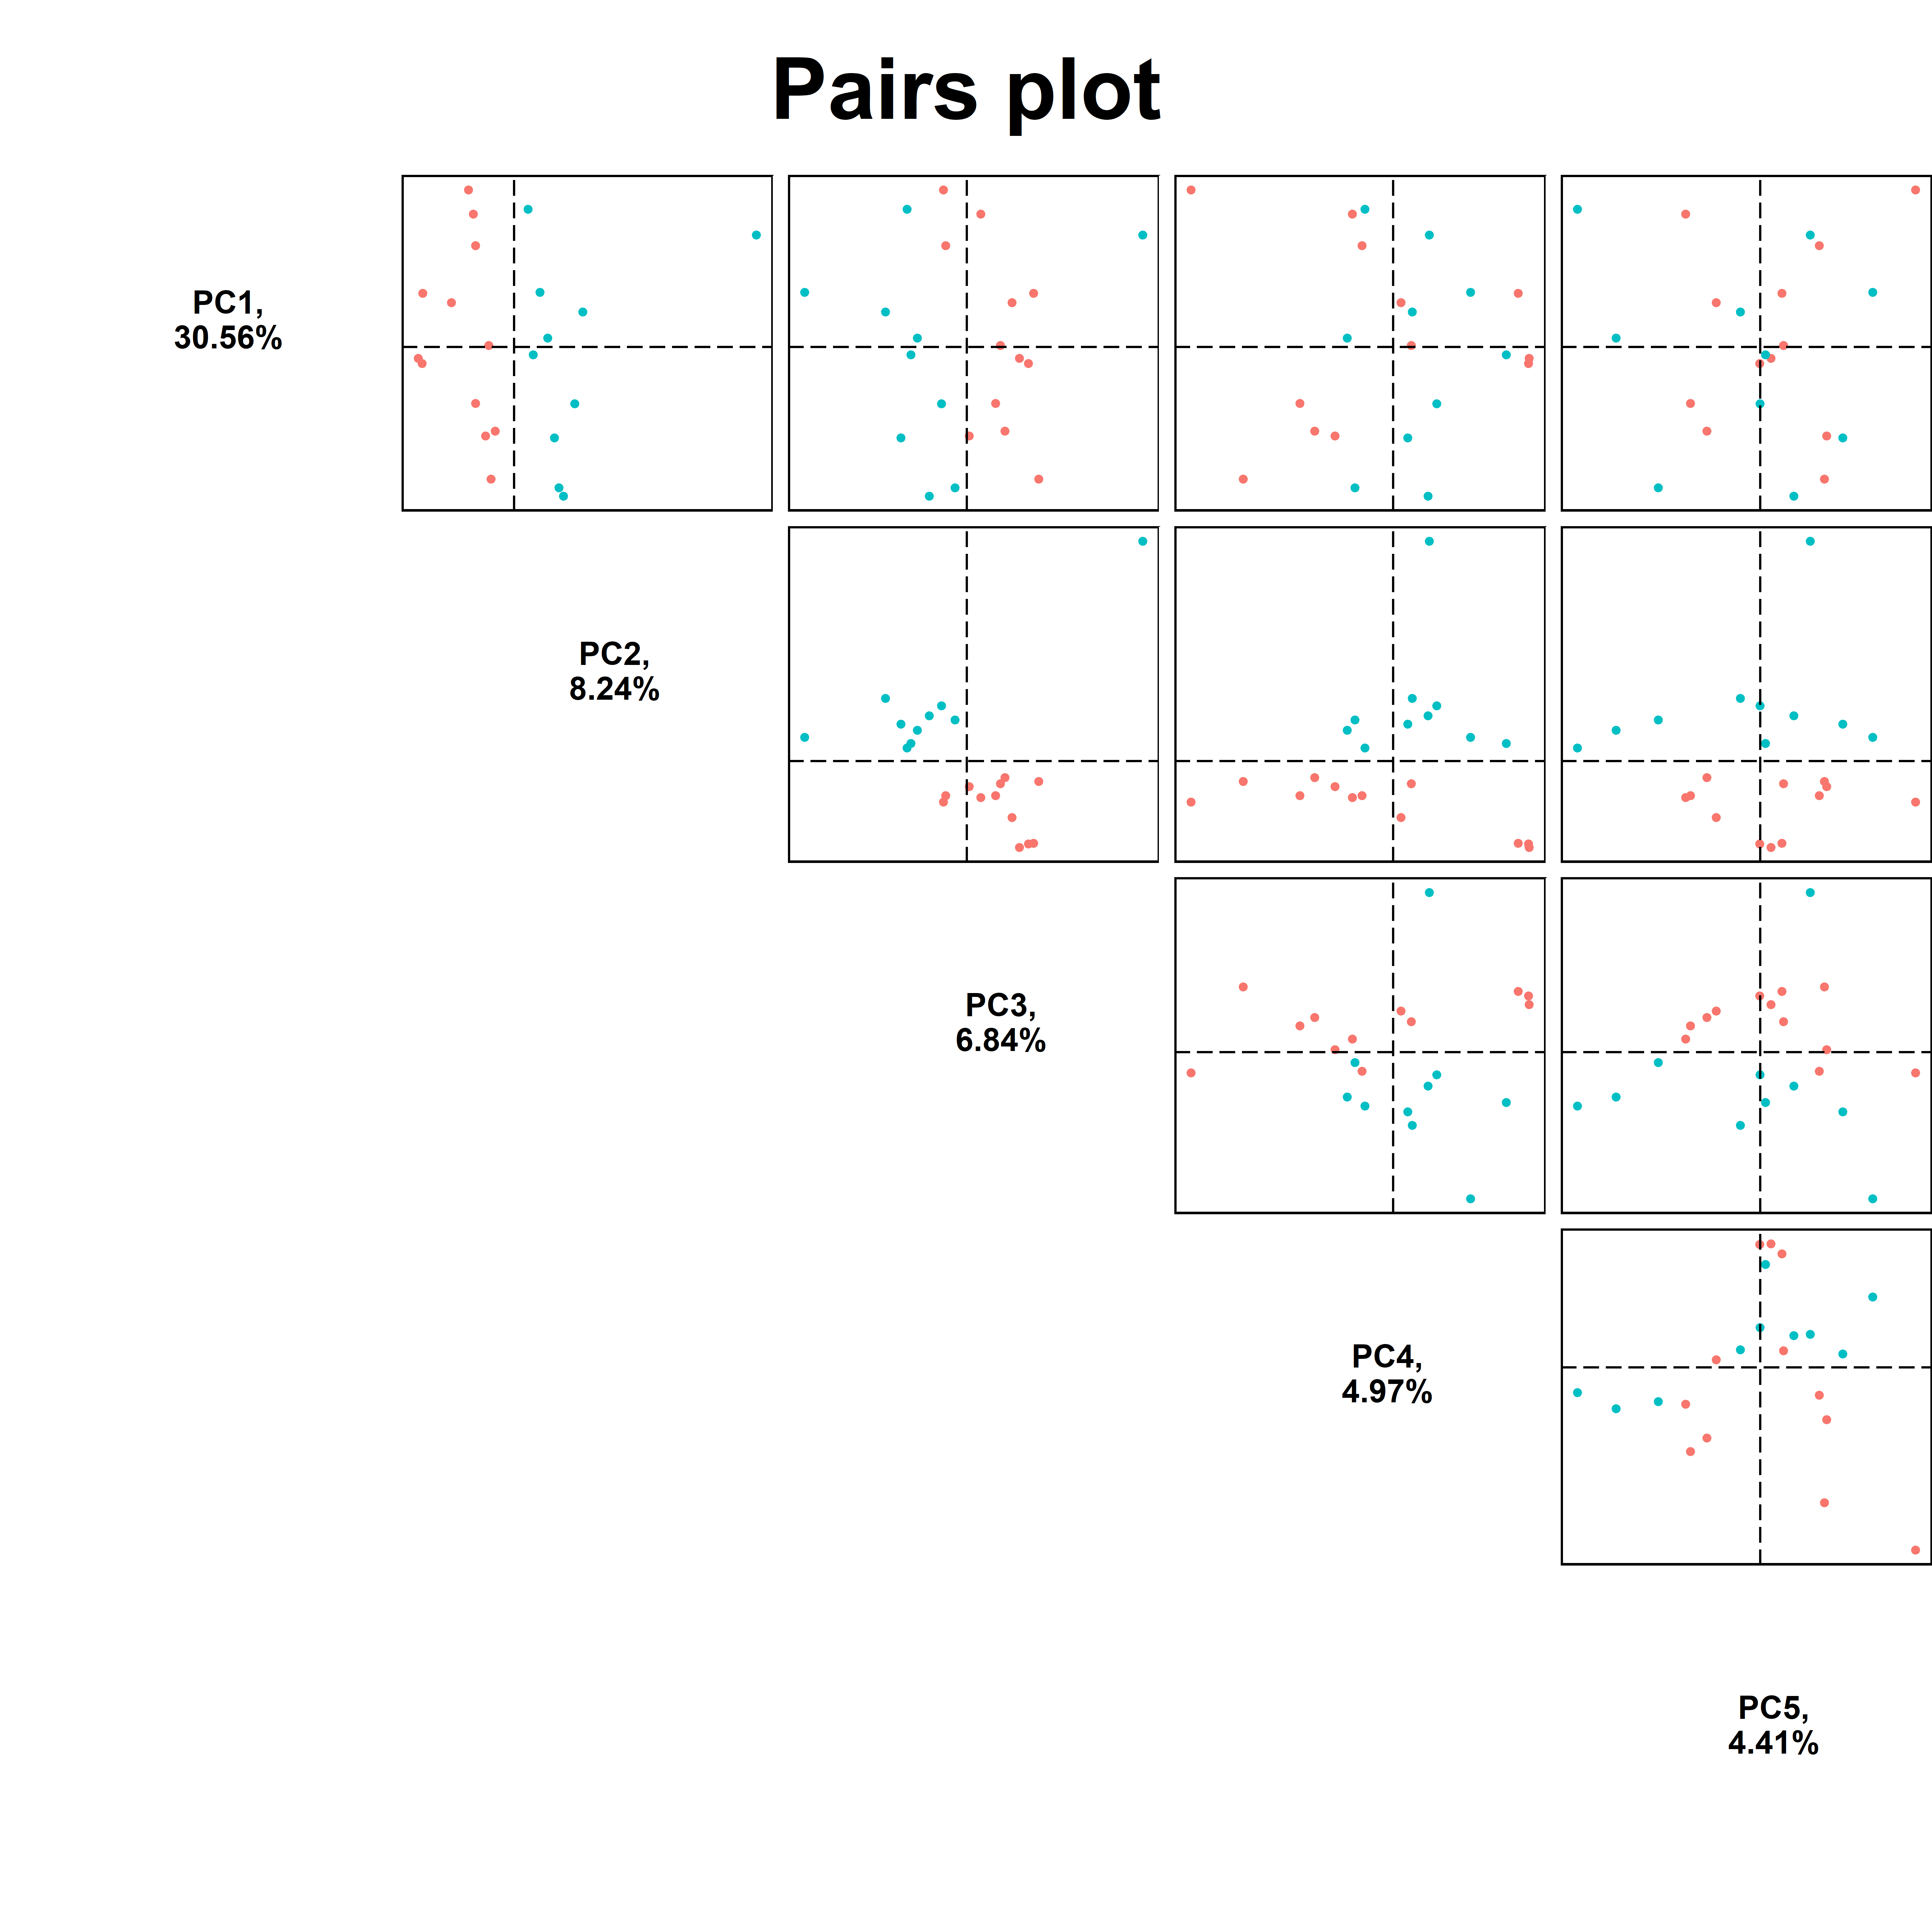 Pairs plot
PC1,
30.56%
PC2,
8.24%
PC3,
6.84%
PC4,
4.97%
PC5,
4.41%